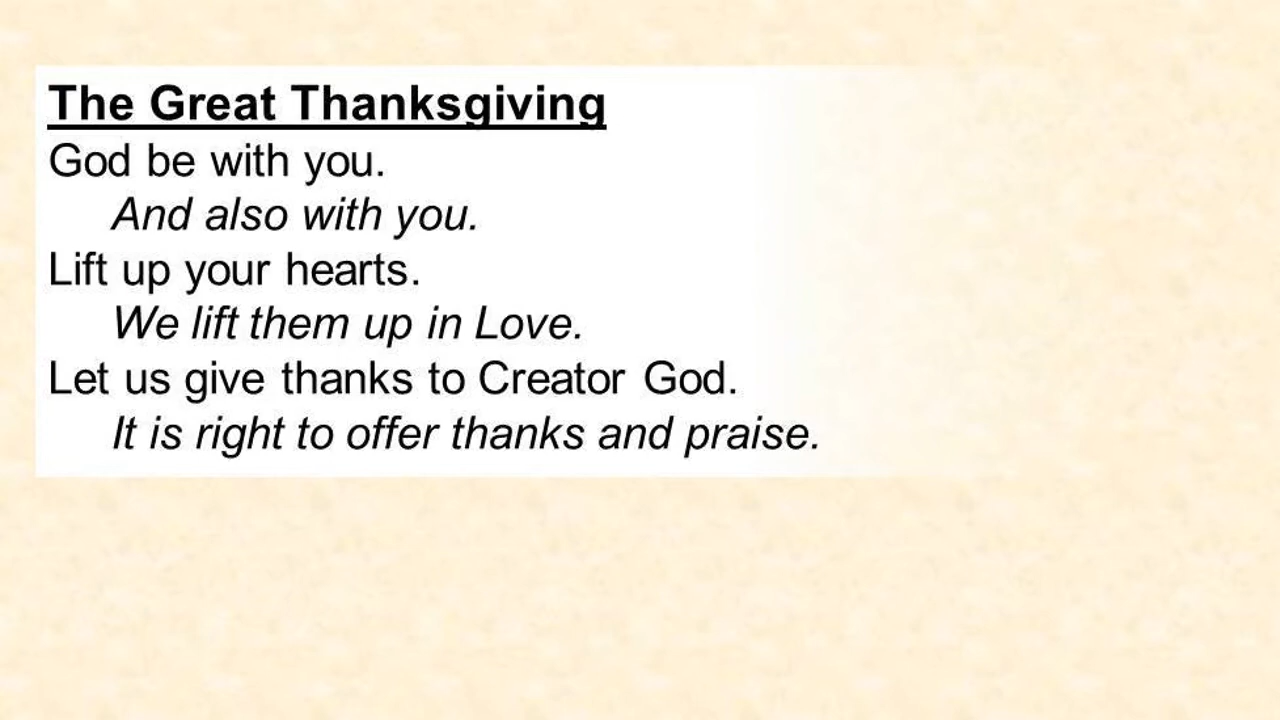 The Great Thanksgiving
God be with you.
And also with you.
Lift up your hearts.
We lift them up in Love.
Let us give thanks to Creator God.
It is right to offer thanks and praise.